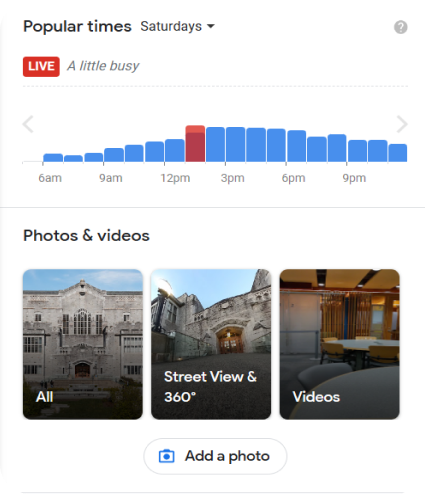 Popular times Saturdays
LIVE A little busy
6am 9am 12pm 3pm 6pm 9pm
Photos & videos
All
Street View &
360°
Videos
Add a photo